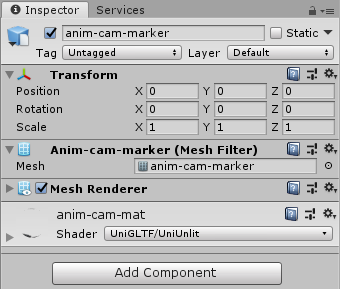 Inspector Services
anim-cam-marker Static
Tag Untagged Layer Default
Transform
Position X 0 Y 0 Z 0
Rotation X 0 Y 0 Z 0
Scale X 1 Y 1 Z 1
Anim-cam-marker (Mesh Filter)
Mesh anim-cam-marker
Mesh Renderer
anim-cam-mat
Shader UniGLTF/UniUnlit
Add Component